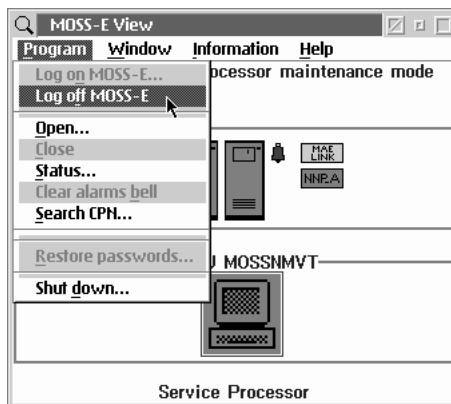 MOSS-E View
Program Window Information Help
Log on MOSS-E...
ocessor maintenance mode
Log off MOSS-E
Open...
Close
Status...
Clear alarms bell
Search CPN...
MAE
LINK
NNP.A
Restore passwords...
MOSSNMVT
Shut down...
Service Processor